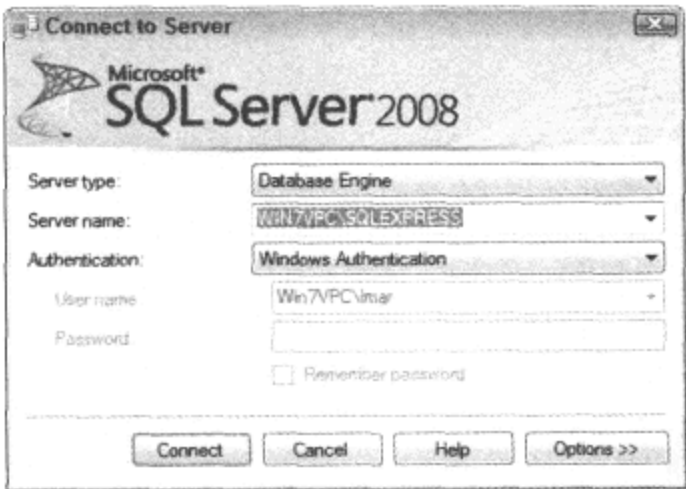 Connect to Server
Microsoft®
SQL Server 2008
Server type: Database Engine
Server name: WIN7VPC\SQLEXPRESS
Authentication: Windows Authentication
User name Win7VPC\Imar
Password
Remember password
Connect Cancel Help Options >>